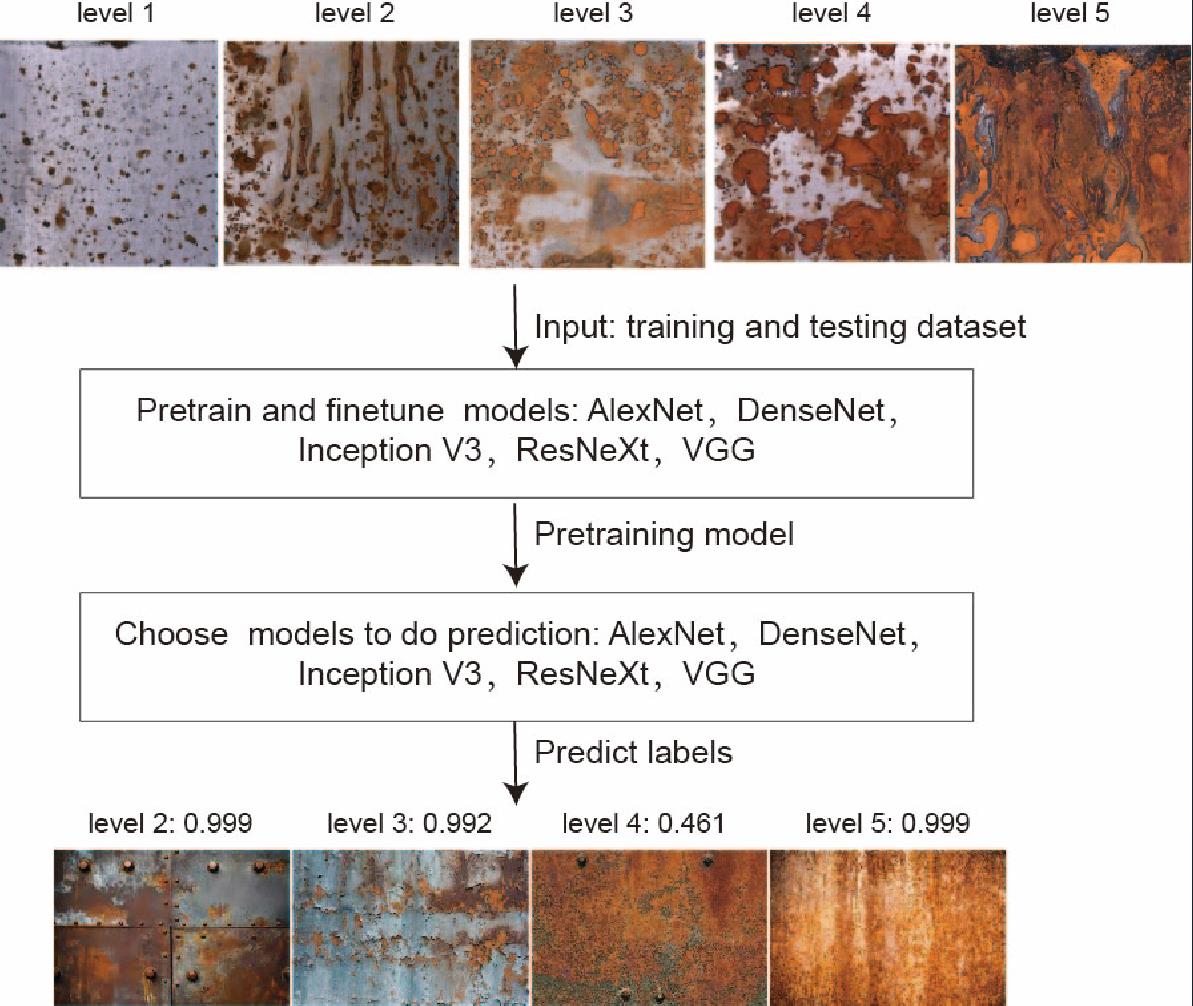 level 1 level 2 level 3 level 4 level 5
Input: training and testing dataset
Pretrain and finetune models: AlexNet, DenseNet,
Inception V3, ResNeXt, VGG
Pretraining model
Choose models to do prediction: AlexNet, DenseNet,
Inception V3, ResNeXt, VGG
Predict labels
level 2: 0.999 level 3: 0.992 level 4: 0.461 level 5: 0.999